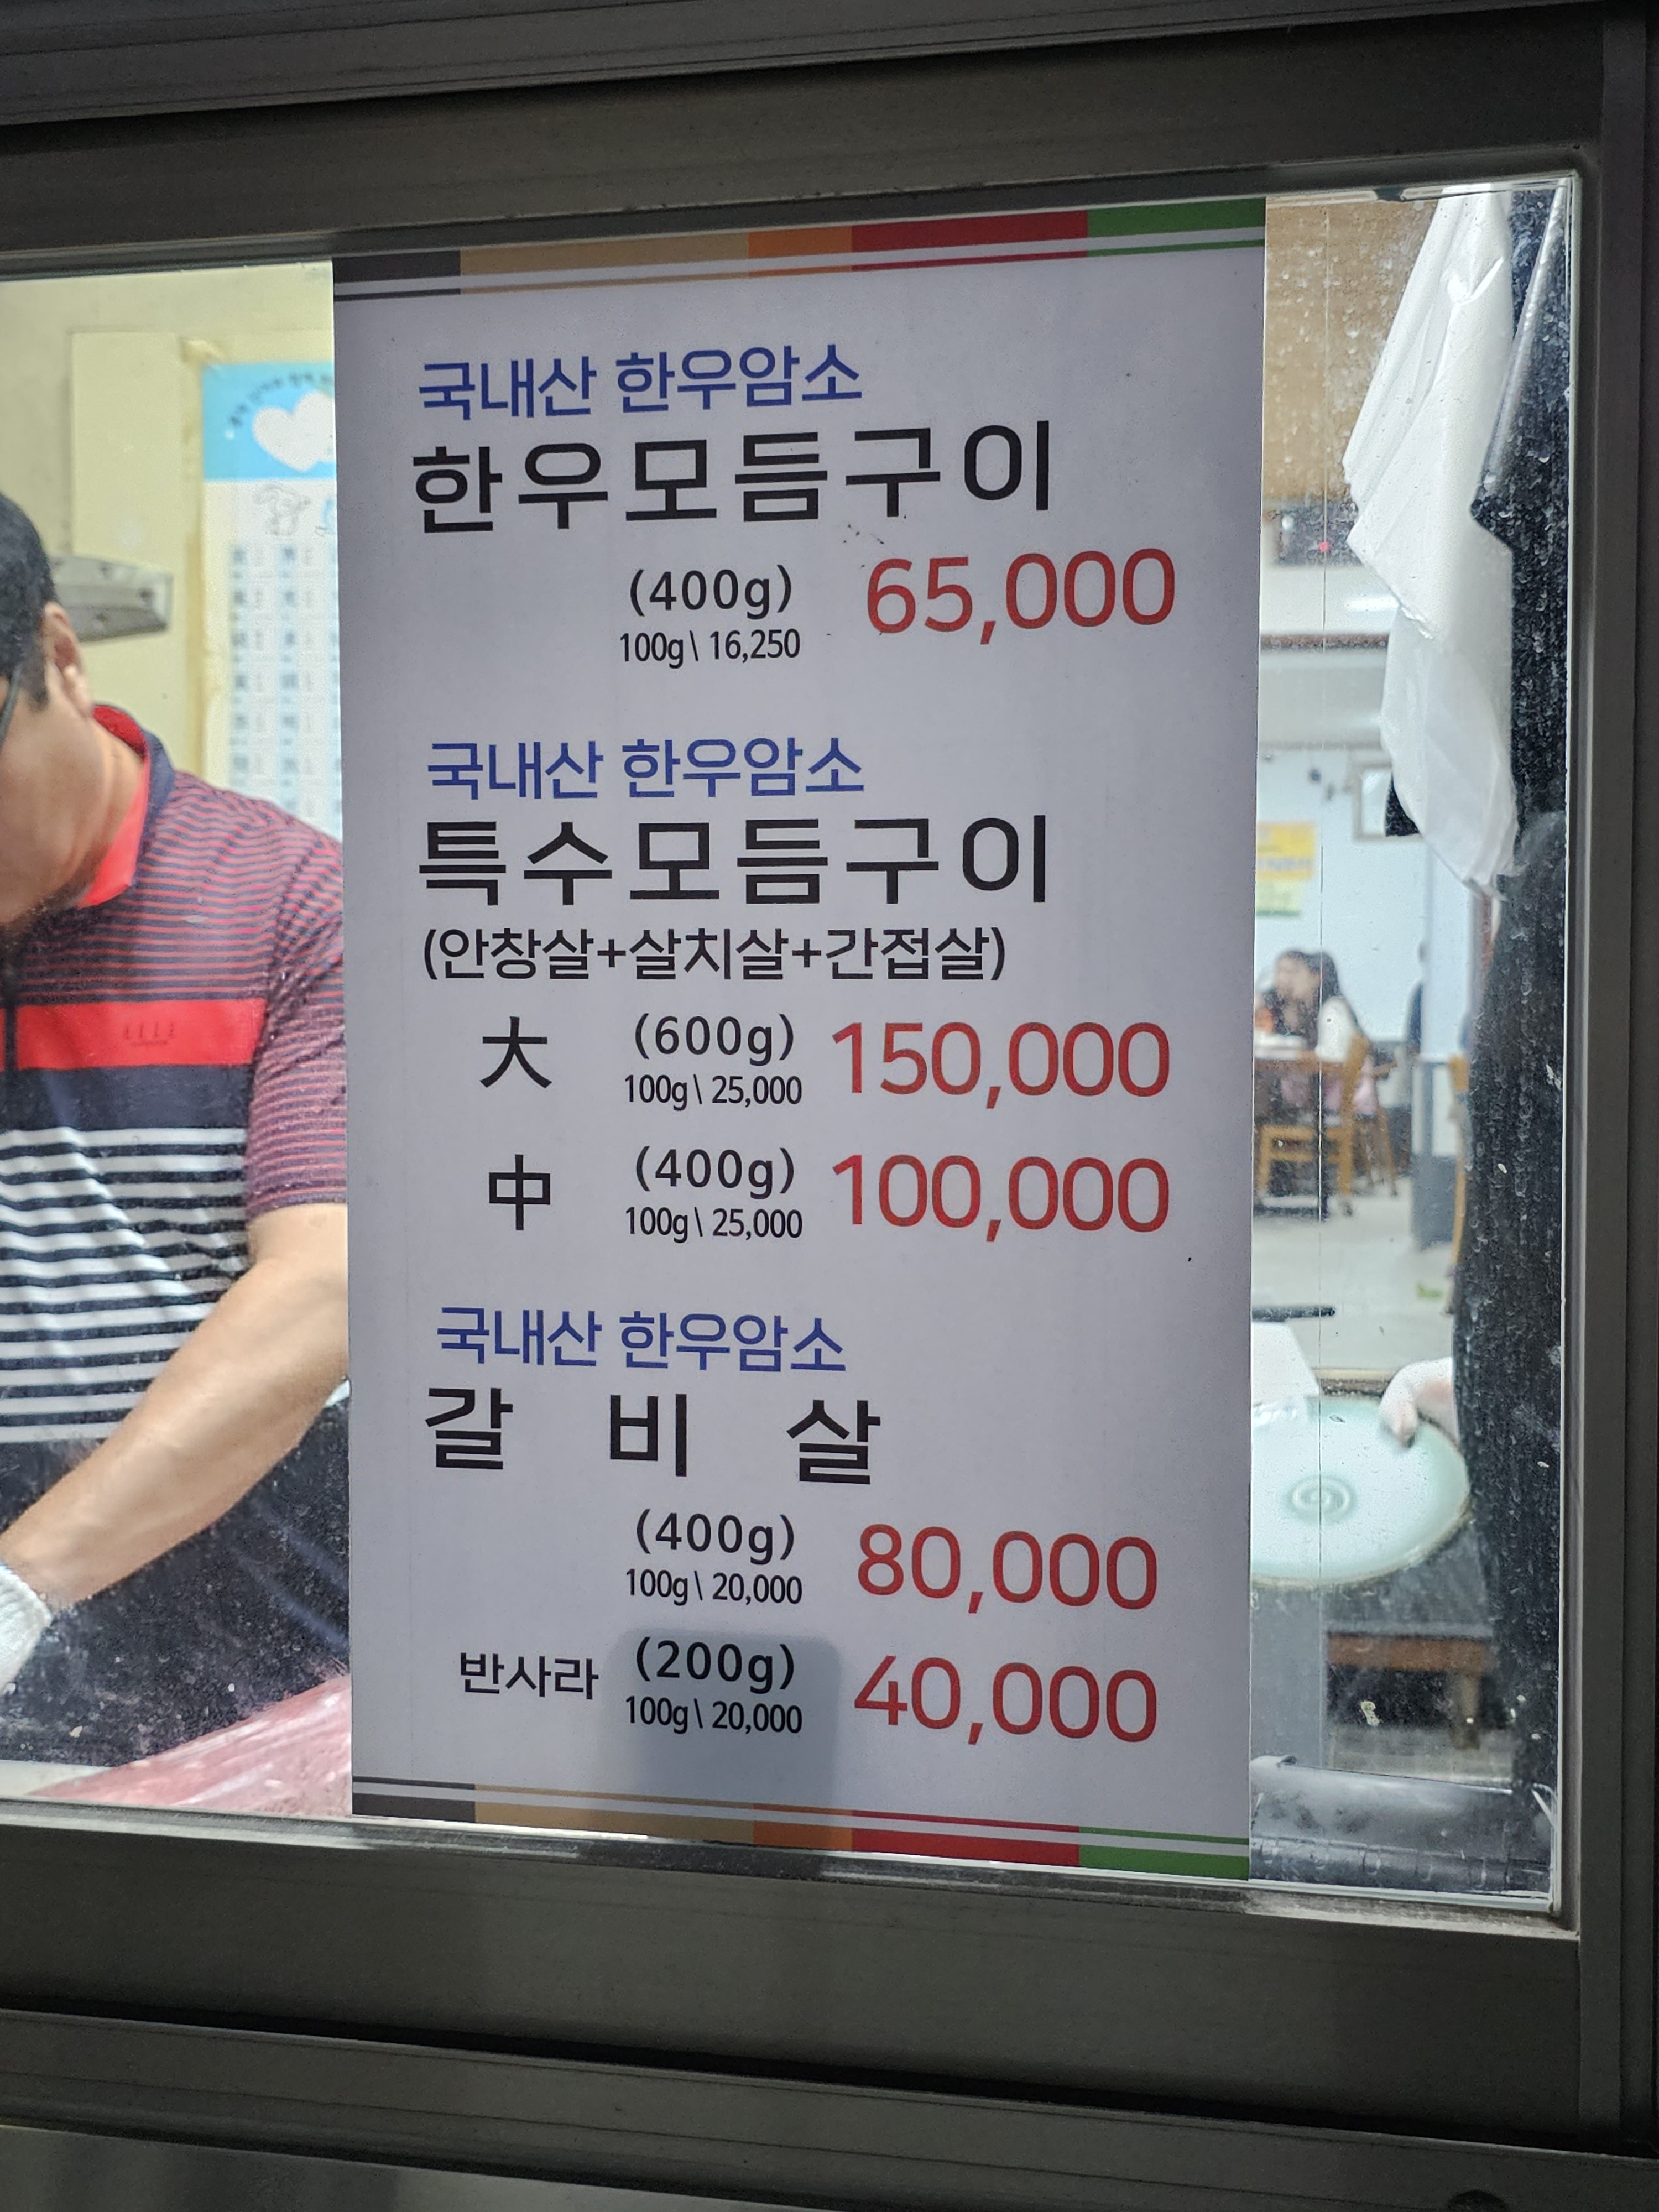 국내산 한우암소
한우모듬구이
(400g) 65,000
100g\ 16,250
국내산 한우암소
특수모듬구이
(안창살+살치살+간접살)
大 (600g) 150,000
100g\ 25,000
中 (400g) 100,000
100g\ 25,000
국내산 한우암소
갈 비 살
(400g) 80,000
100g\ 20,000
반사라 (200g) 40,000
100g\ 20,000
ELLE